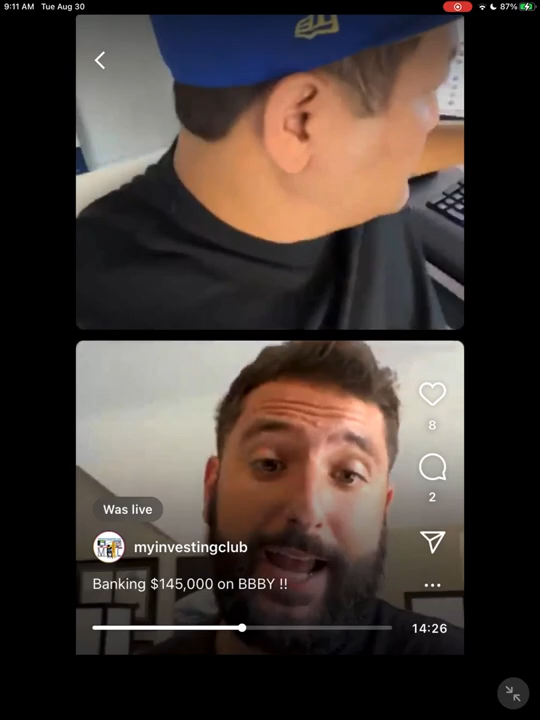 9:11 AM Tue Aug 30
87%
8
2
Was live
myinvestingclub
Banking $145,000 on BBBY !!
14:26